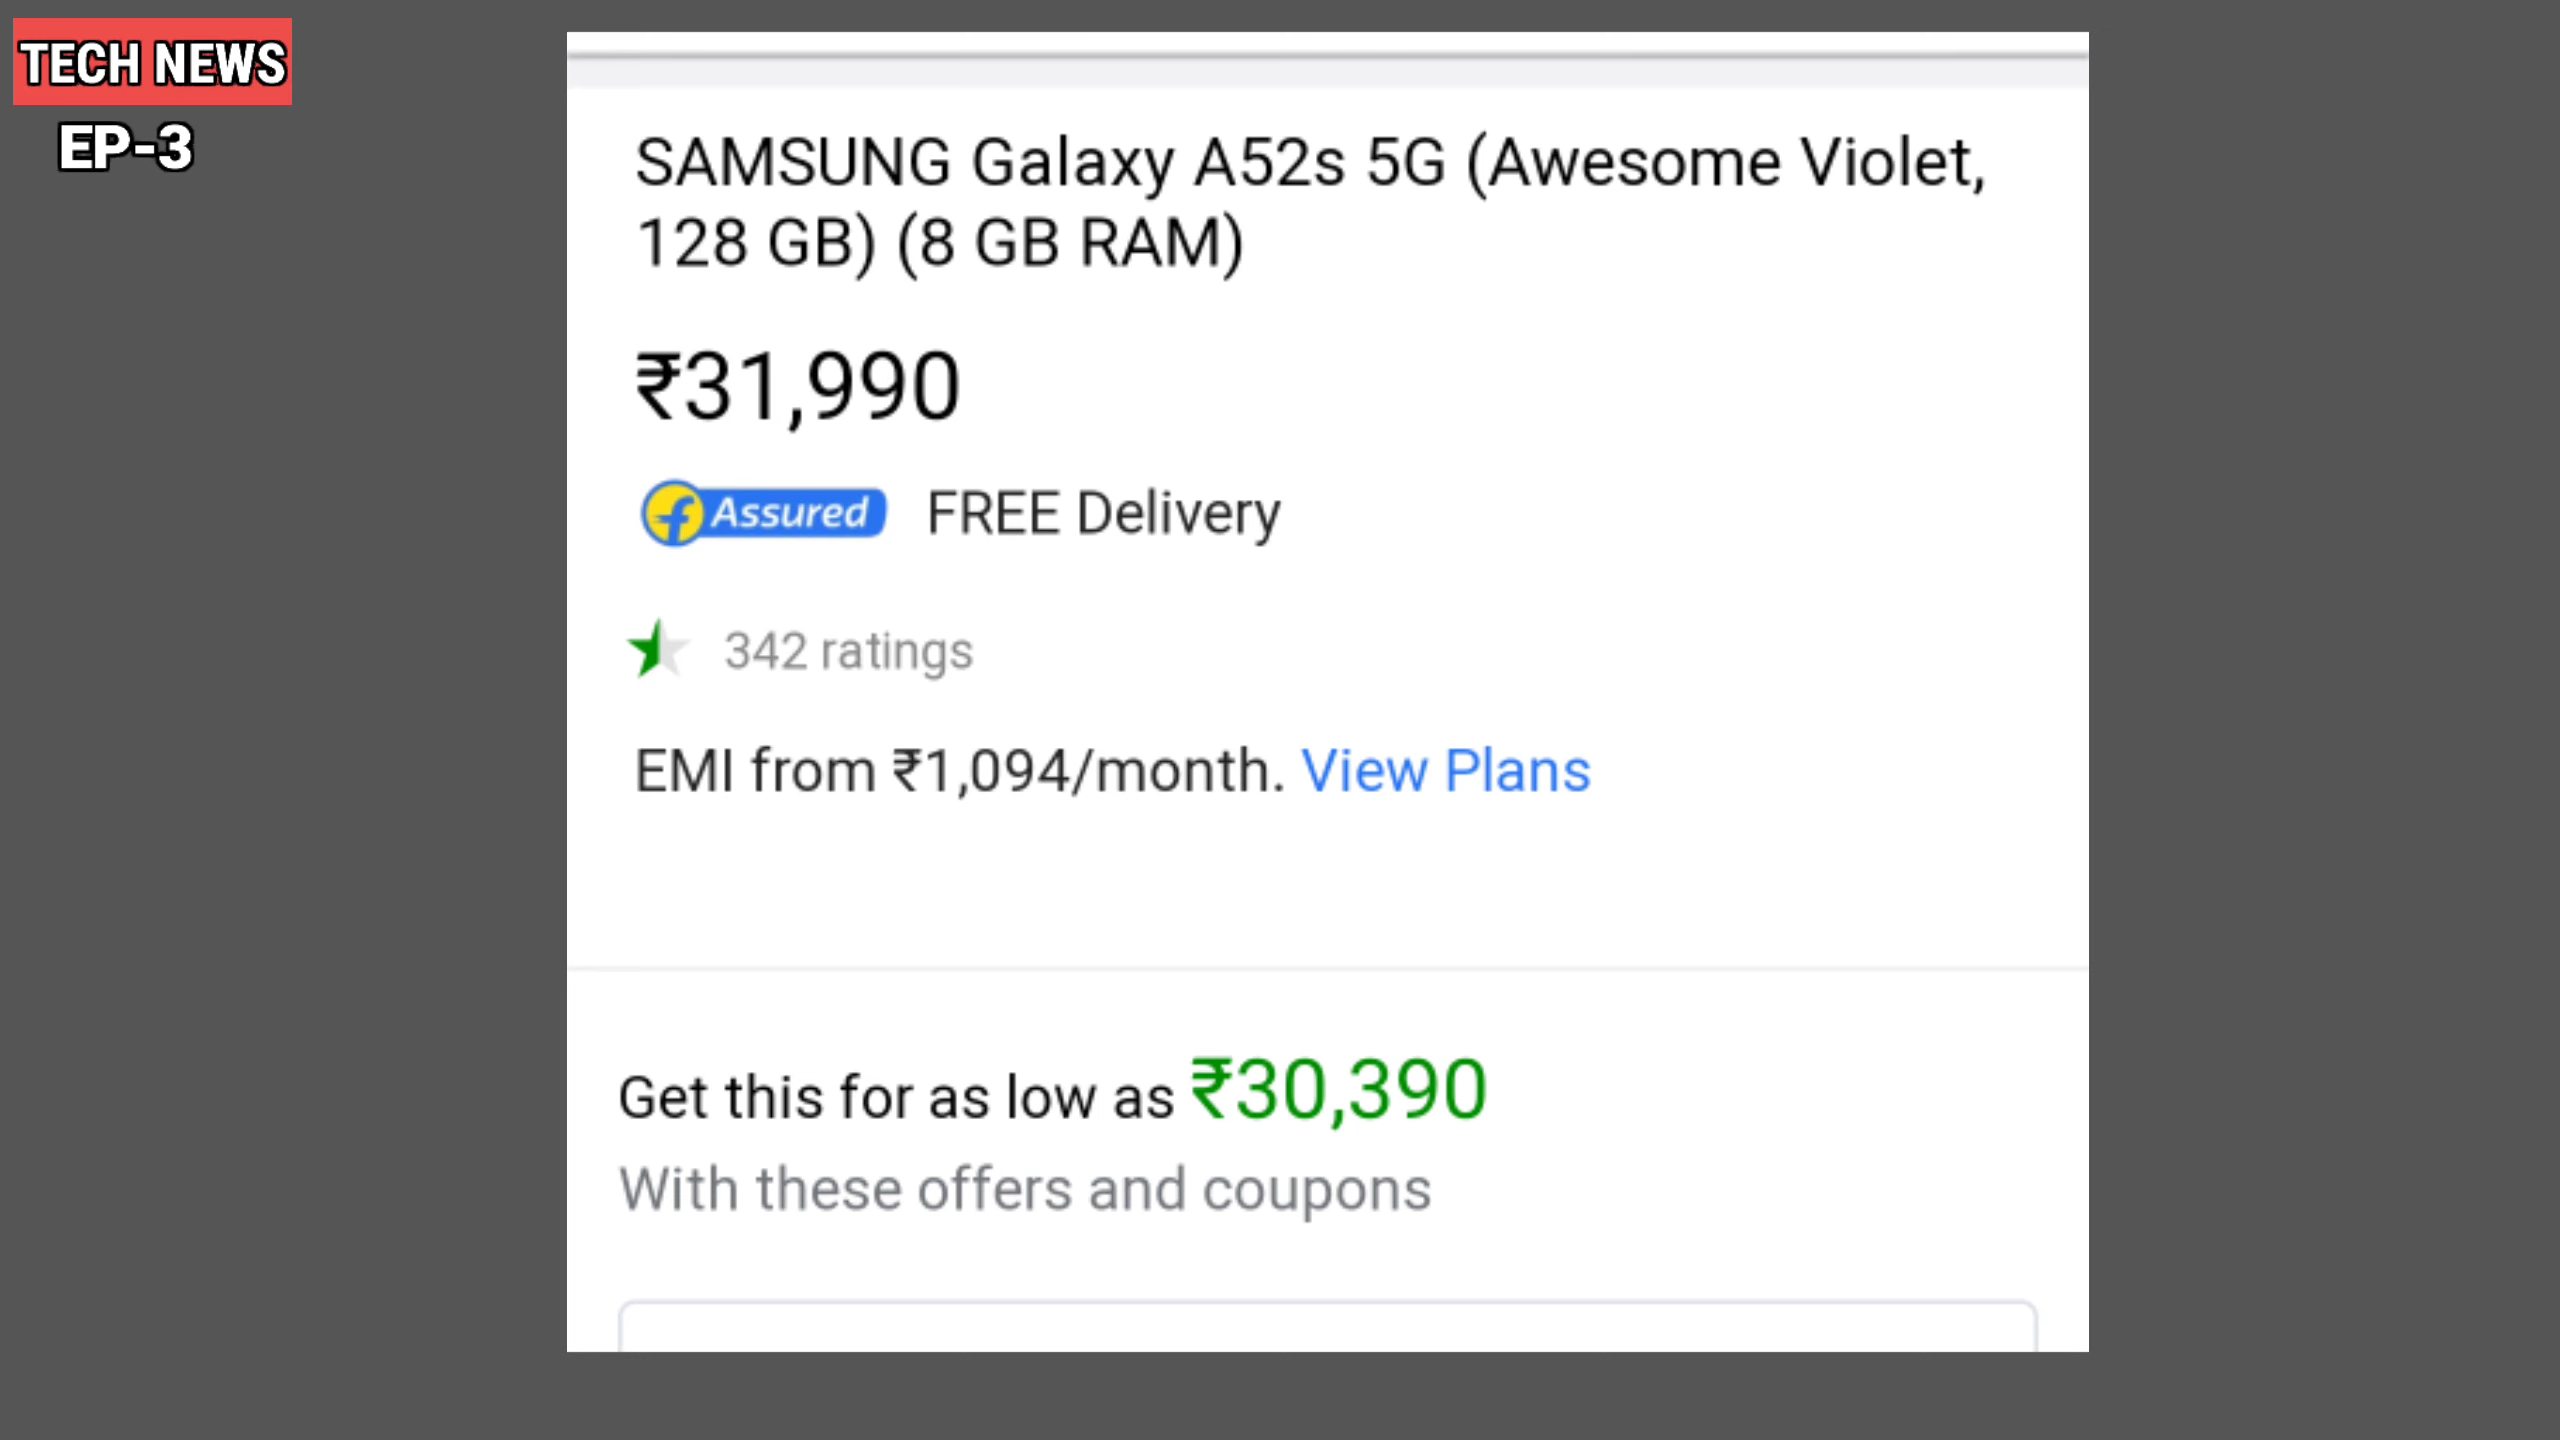 TECH NEWS
EP-3
SAMSUNG Galaxy A52s 5G (Awesome Violet,
128 GB) (8 GB RAM)
₹31,990
Assured FREE Delivery
342 ratings
EMI from ₹1,094/month. View Plans
Get this for as low as ₹30,390
With these offers and coupons